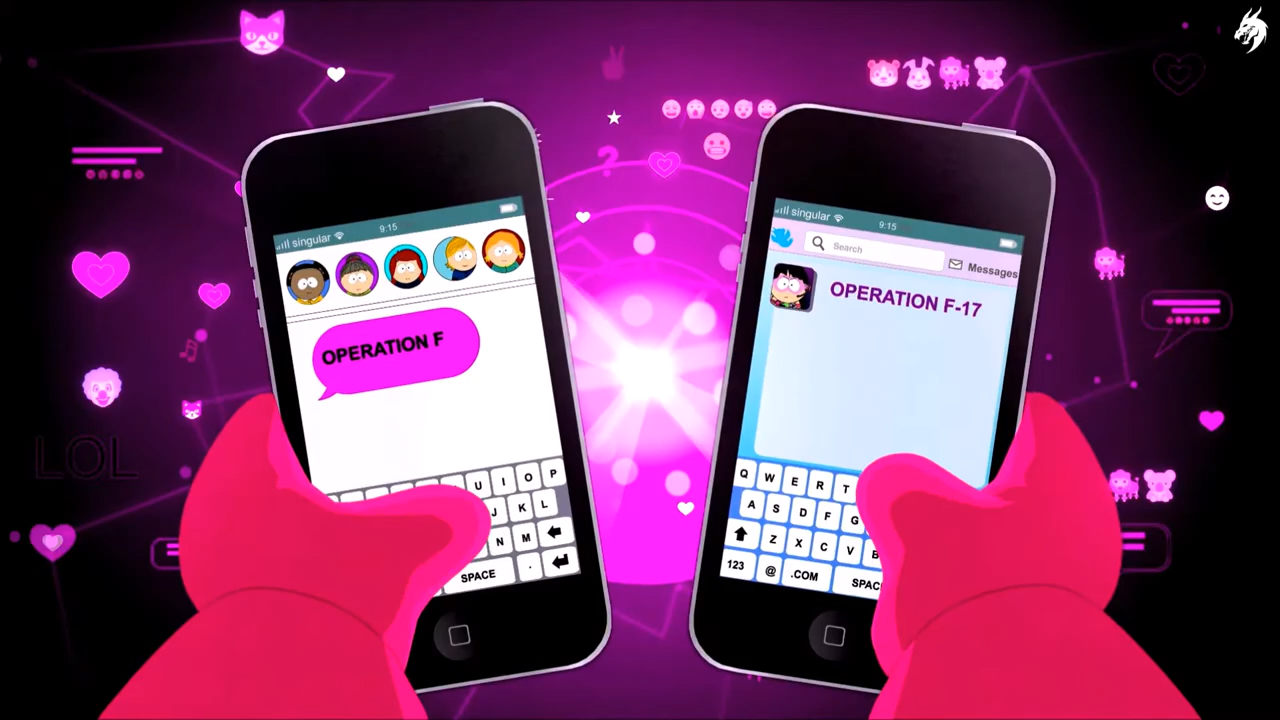 singular 9:15
OPERATION F
U I O P
J K L
N M
SPACE .
singular 9:15
Search
Messages
OPERATION F-17
Q W E R T
A S D F G
Z X C V B
123 @ .COM SPAC
LOL
?